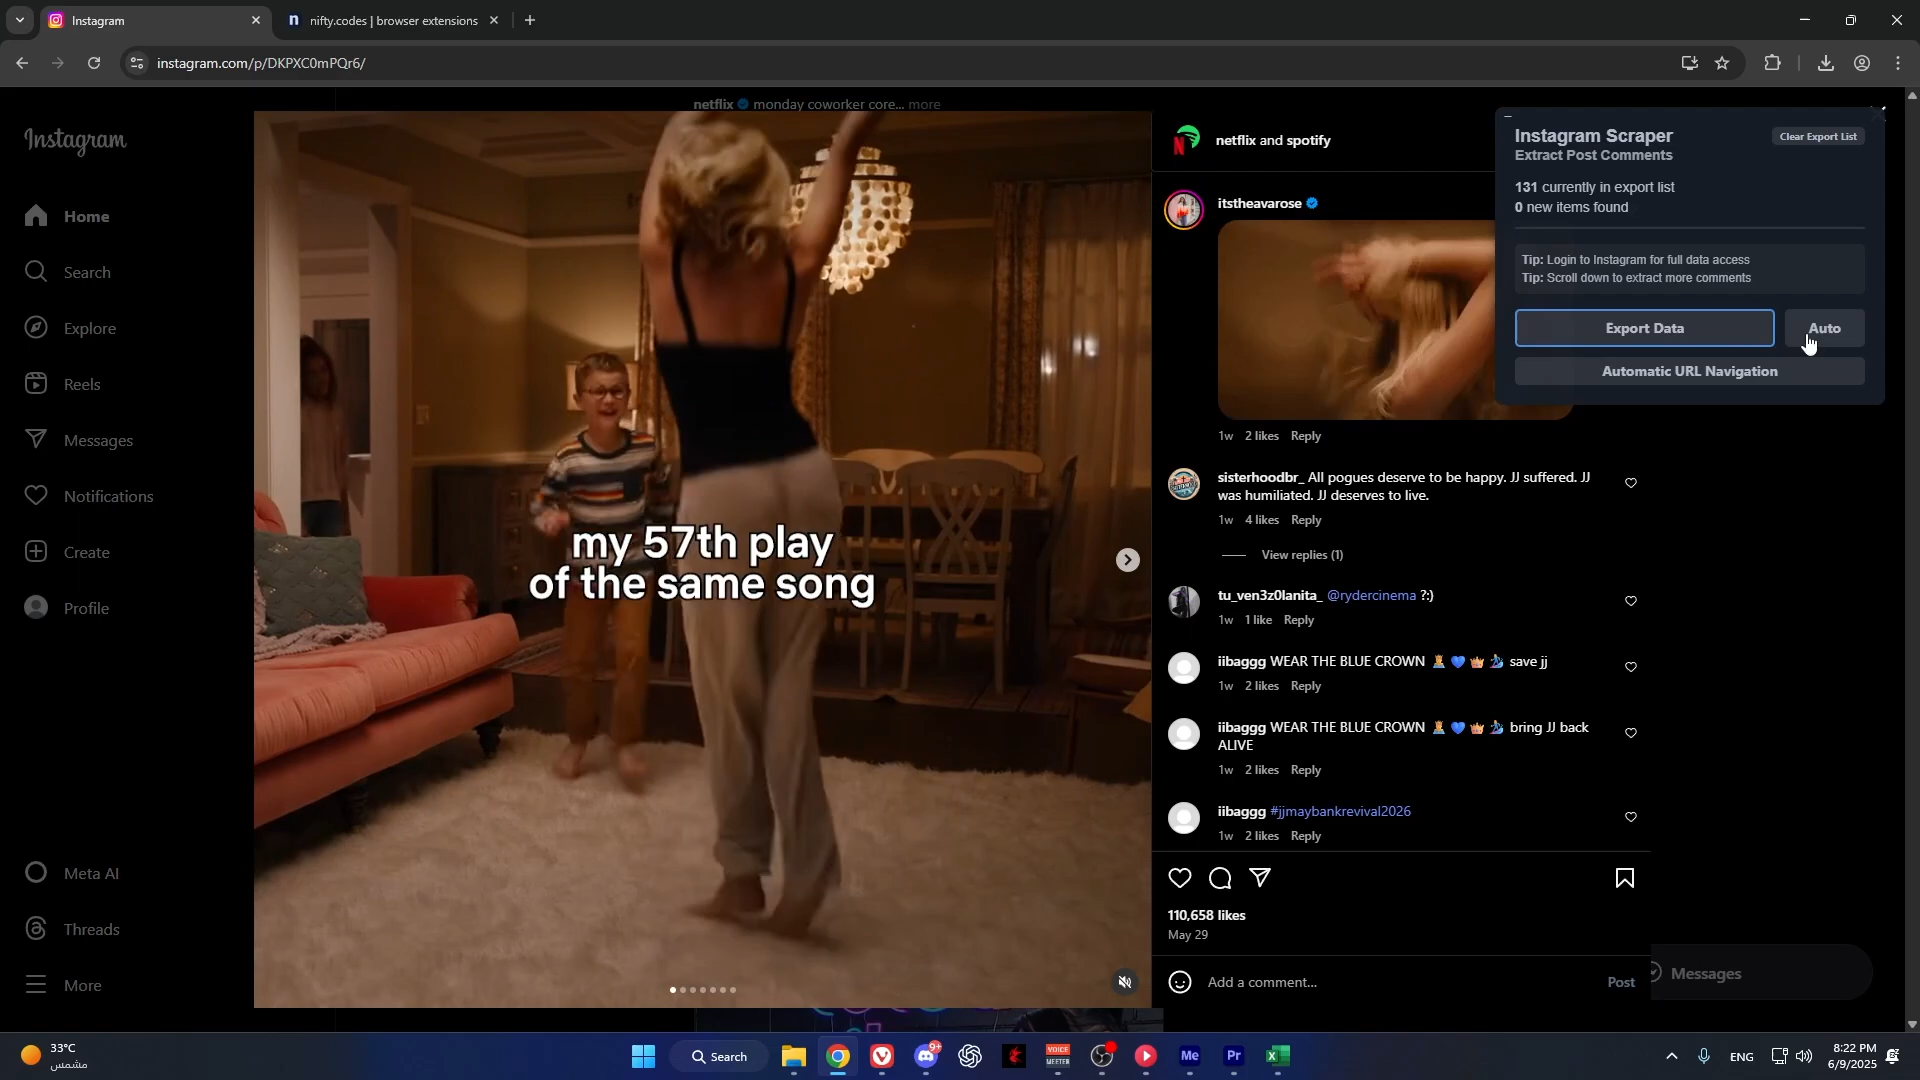 Instagram
nifty.codes | browser extensions
instagram.com/p/DKPXC0mPQr6/
netflix monday coworker core... more
Instagram
Home
Search
Explore
Reels
Messages
Notifications
Create
Profile
Meta AI
Threads
More
my 57th play
of the same song
netflix and spotify
itstheavarose
1w 2 likes Reply
sisterhoodbr_ All pogues deserve to be happy. JJ suffered. JJ
was humiliated. JJ deserves to live.
1w 4 likes Reply
View replies (1)
tu_ven3z0lanita_ @rydercinema ?:)
1w 1 like Reply
iibaggg WEAR THE BLUE CROWN 🤴 💙 👑 🏄 save jj
1w 2 likes Reply
iibaggg WEAR THE BLUE CROWN 🤴 💙 👑 🏄 bring JJ back
ALIVE
1w 2 likes Reply
iibaggg #jjmaybankrevival2026
1w 2 likes Reply
110,658 likes
May 29
Add a comment...
Post
Instagram Scraper
Clear Export List
Extract Post Comments
131 currently in export list
0 new items found
Tip: Login to Instagram for full data access
Tip: Scroll down to extract more comments
Export Data
Auto
Automatic URL Navigation
Messages
33°C
مشمس
Search
9+
VOICE
MEETER
Me
Pr
ENG
8:22 PM
6/9/2025